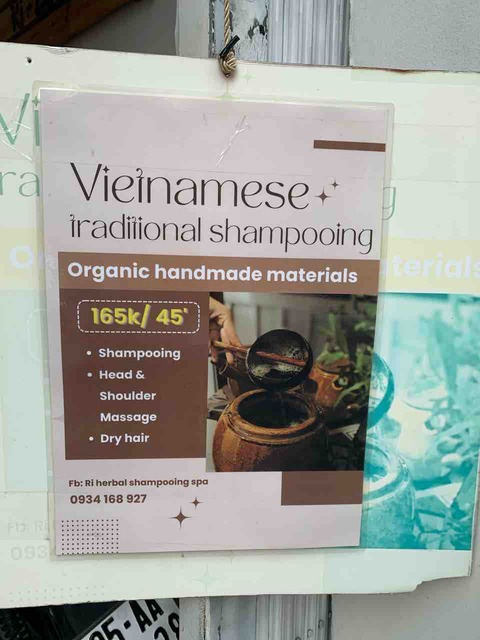 Vietnamese
traditional shampooing
Organic handmade materials
165k/ 45'
• Shampooing
• Head &
Shoulder
Massage
• Dry hair
Fb: Ri herbal shampooing spa
0934 168 927